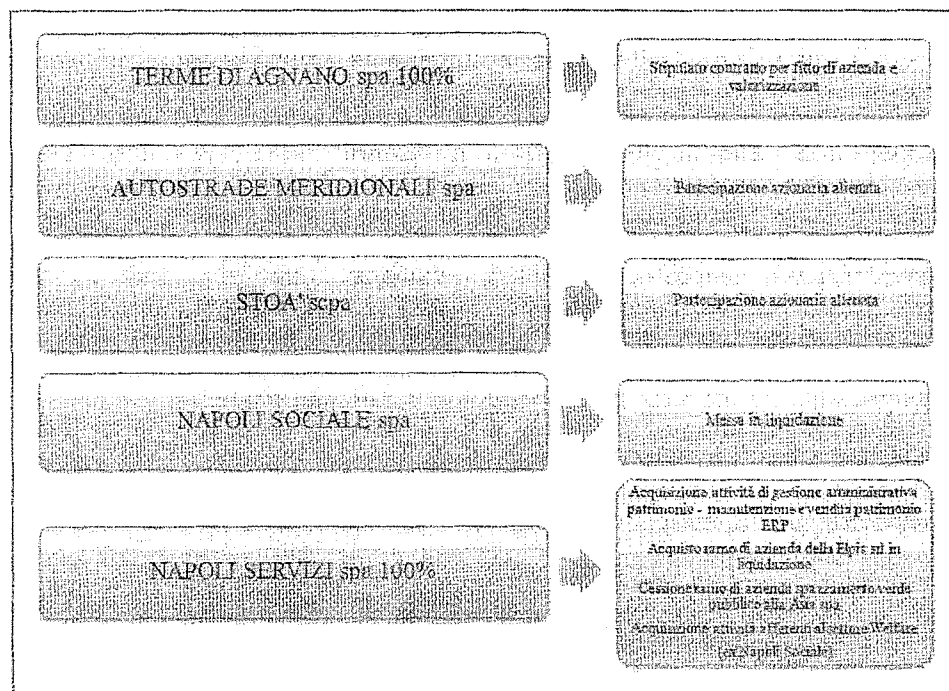 TERME DI AGNANO spa 100%
Stipulato contratto per fitto di azienda e
valorizzazione
AUTOSTRADE MERIDIONALI spa
Partecipazione azionaria alienata
STOA' scpa
Partecipazione azionaria alienata
NAPOLI SOCIALE spa
Messa in liquidazione
NAPOLI SERVIZI spa 100%
Acquisizione attività di gestione amministrativa
patrimonio - manutenzione e vendita patrimonio
ERP
Acquisto ramo di azienda della Elpis srl in
liquidazione
Cessione ramo di azienda spazzamento verde
pubblico alla Asia spa
Acquisizione attività afferenti al settore Welfare
(ex Napoli Sociale)